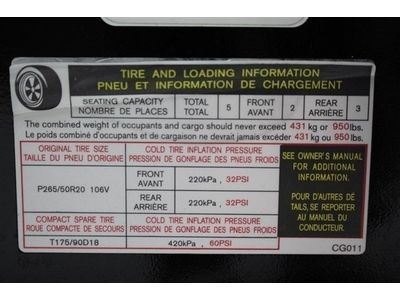 TIRE AND LOADING INFORMATION
PNEU ET INFORMATION DE CHARGEMENT
SEATING CAPACITY TOTAL 5 FRONT 2 REAR 3
NOMBRE DE PLACES TOTAL AVANT ARRIÈRE
The combined weight of occupants and cargo should never exceed 431 kg or 950lbs.
Le poids combiné d'occupants et de cargaison ne devrait jamais excéder 431 kg ou 950lbs.
ORIGINAL TIRE SIZE
TAILLE DU PNEU D'ORIGINE
COLD TIRE INFLATION PRESSURE
PRESSION DE GONFLAGE DES PNEUS FROIDS
P265/50R20 106V
FRONT
AVANT
220kPa , 32PSI
REAR
ARRIÈRE
220kPa , 32PSI
COMPACT SPARE TIRE
ROUE DE SECOURS COMPACT
COLD TIRE INFLATION PRESSURE
PRESSION DE GONFLAGE DES PNEUS FROIDS
T175/90D18
420kPa , 60PSI
SEE OWNER'S MANUAL
FOR ADDITIONAL
INFORMATION.
POUR D'AUTRES DÉ
TAILS, SE REPORTER
AU MANUEL DU
CONDUCTEUR.
CG011